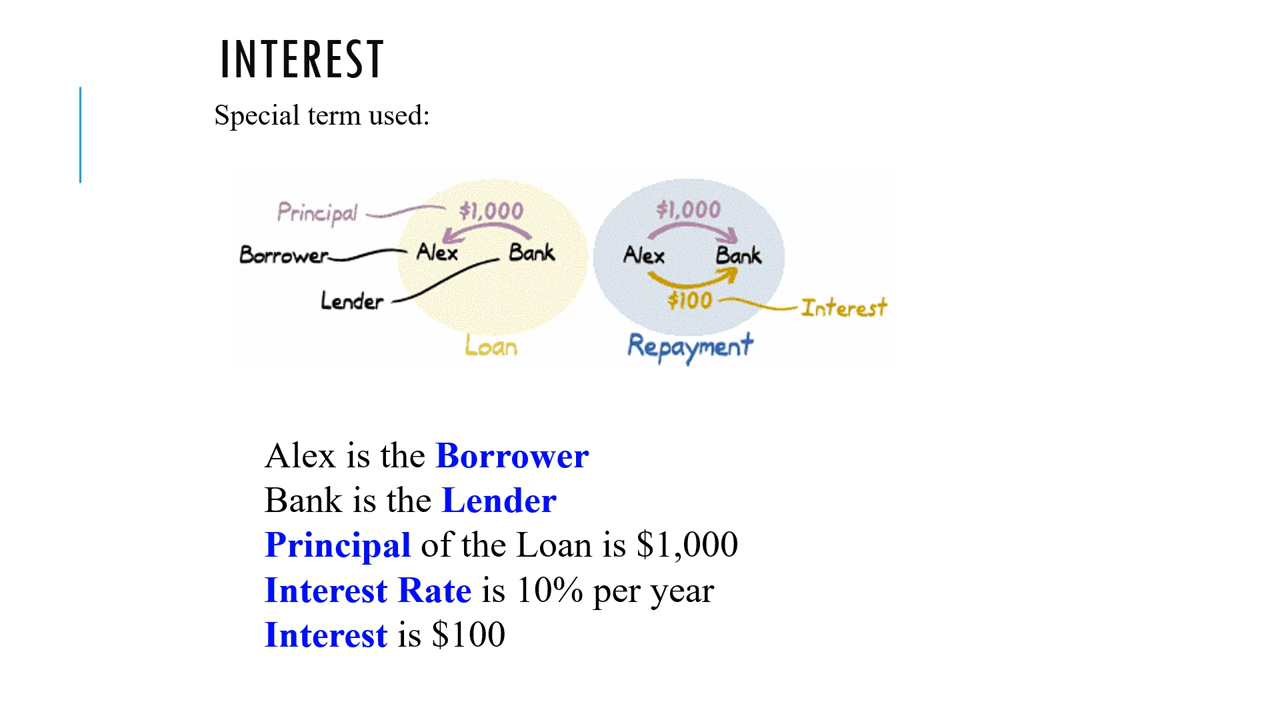 INTEREST
Special term used:
Principal $1,000
Borrower Alex Bank
Lender
Loan
$1,000
Alex Bank
$100 Interest
Repayment
Alex is the Borrower
Bank is the Lender
Principal of the Loan is $1,000
Interest Rate is 10% per year
Interest is $100